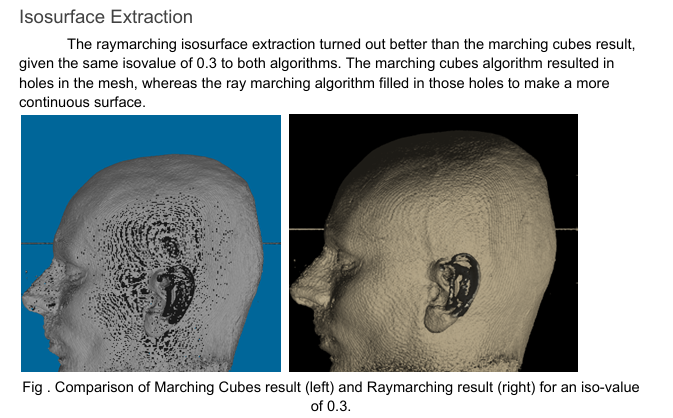 Isosurface Extraction
The raymarching isosurface extraction turned out better than the marching cubes result,
given the same isovalue of 0.3 to both algorithms. The marching cubes algorithm resulted in
holes in the mesh, whereas the ray marching algorithm filled in those holes to make a more
continuous surface.
Fig . Comparison of Marching Cubes result (left) and Raymarching result (right) for an iso-value
of 0.3.